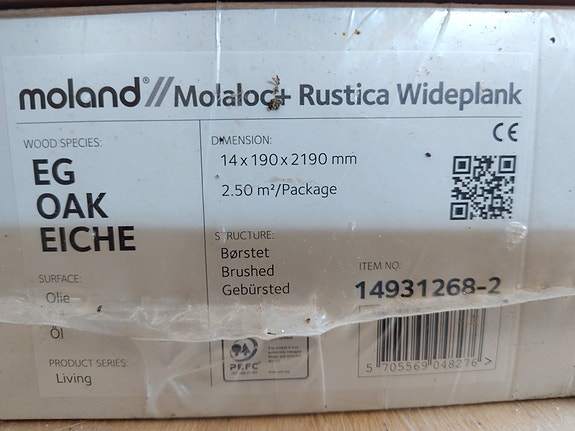 moland®//Molaloc+ Rustica Wideplank
CE
WOOD SPECIES:
EG
OAK
EICHE
DIMENSION:
14 x 190 x 2190 mm
2.50 m²/Package
STRUCTURE:
Børstet
Brushed
Gebürsted
SURFACE:
Olie
Öl
PRODUCT SERIES:
Living
ITEM NO:
14931268-2
PEFC
5 705569 048276 >